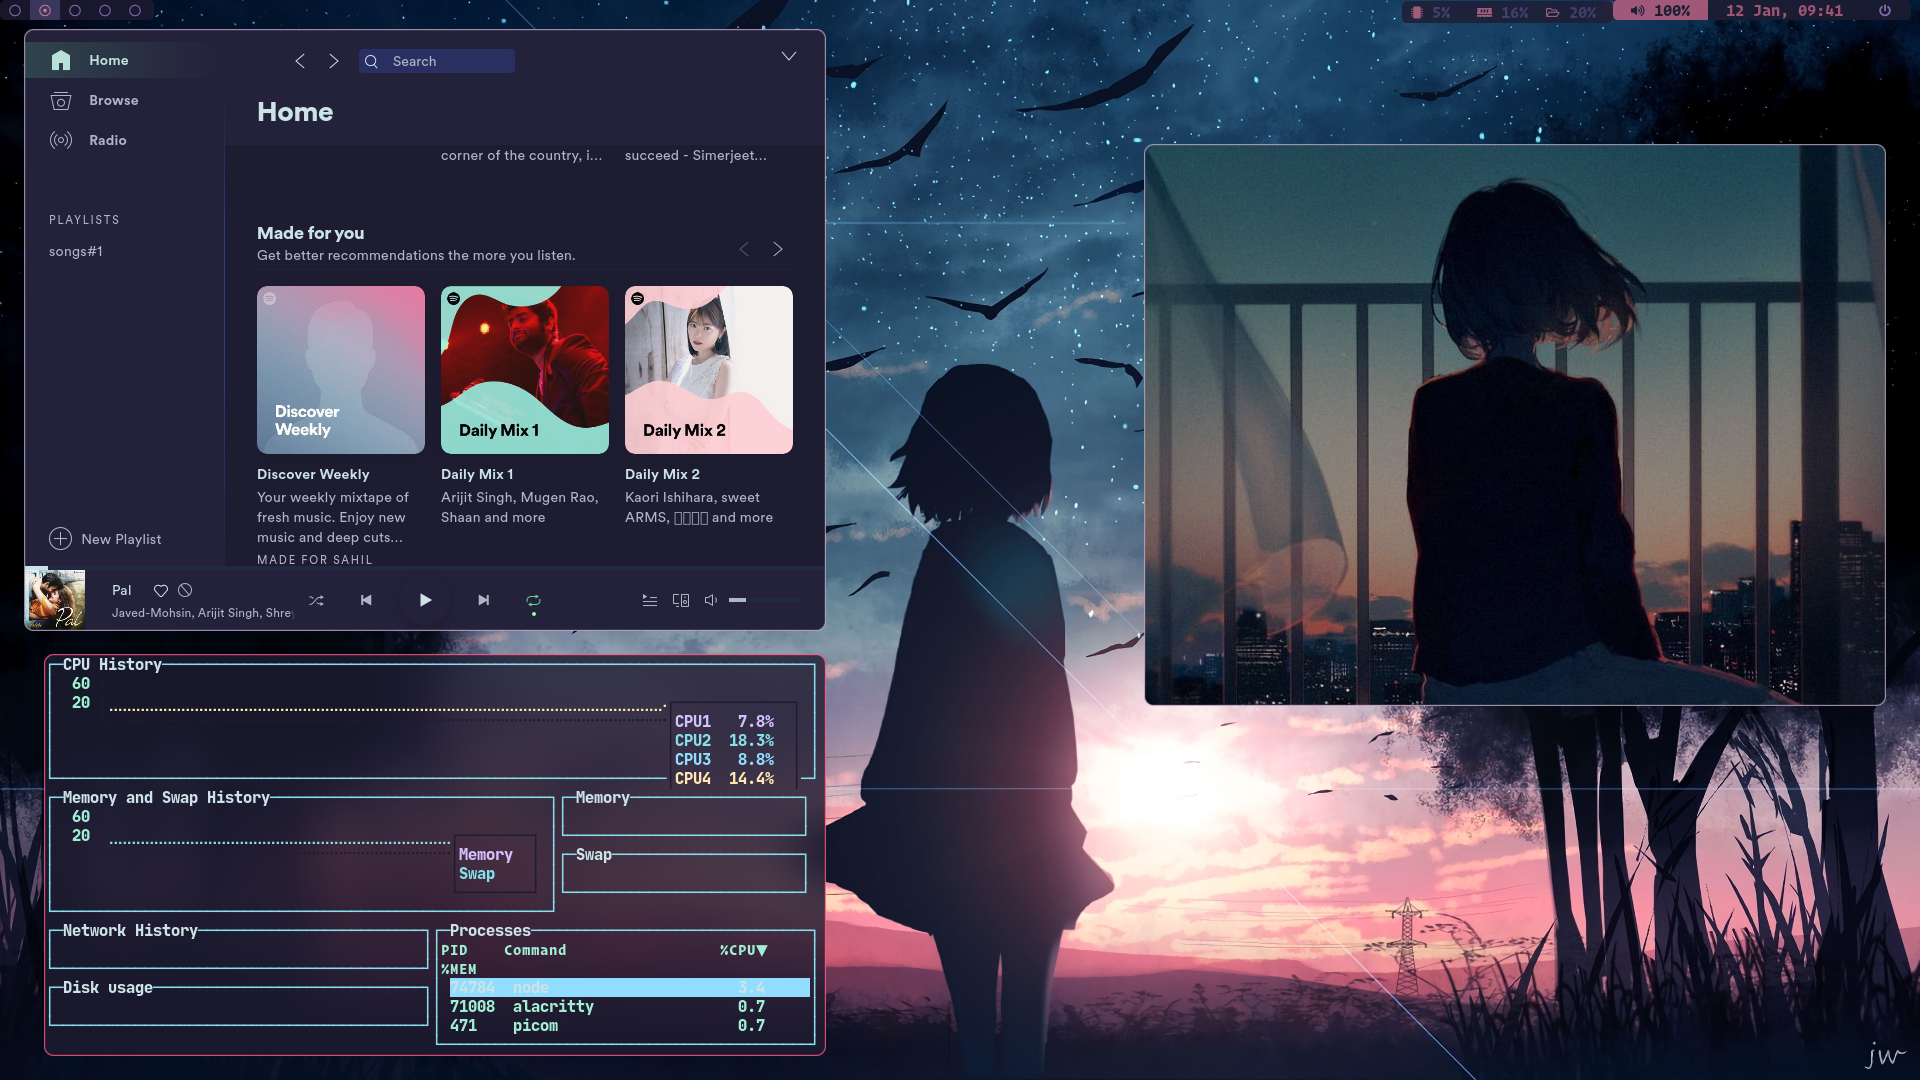 5% 16% 20% 100% 12 Jan, 09:41
Home
Browse
Radio
PLAYLISTS
songs#1
New Playlist
Search
Home
corner of the country, i...
succeed - Simerjeet...
Made for you
Get better recommendations the more you listen.
Discover
Weekly
Daily Mix 1
Daily Mix 2
Discover Weekly
Your weekly mixtape of
fresh music. Enjoy new
music and deep cuts...
MADE FOR SAHIL
Daily Mix 1
Arijit Singh, Mugen Rao,
Shaan and more
Daily Mix 2
Kaori Ishihara, sweet
ARMS, □□□□ and more
Pal
Pal
Javed-Mohsin, Arijit Singh, Shre
CPU History
60
20
CPU1 7.8%
CPU2 18.3%
CPU3 8.8%
CPU4 14.4%
Memory and Swap History
60
20
Memory
Swap
Memory
Swap
Network History
Disk usage
Processes
PID Command %CPU▼
%MEM
74784 node 3.4
71008 alacritty 0.7
471 picom 0.7
jw